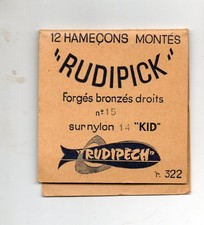 12 HAMEÇONS MONTÉS
"RUDIPICK"
Forgés bronzés droits
n° 15
sur nylon 14 "KID"
"RUDIPECH"
r. 322